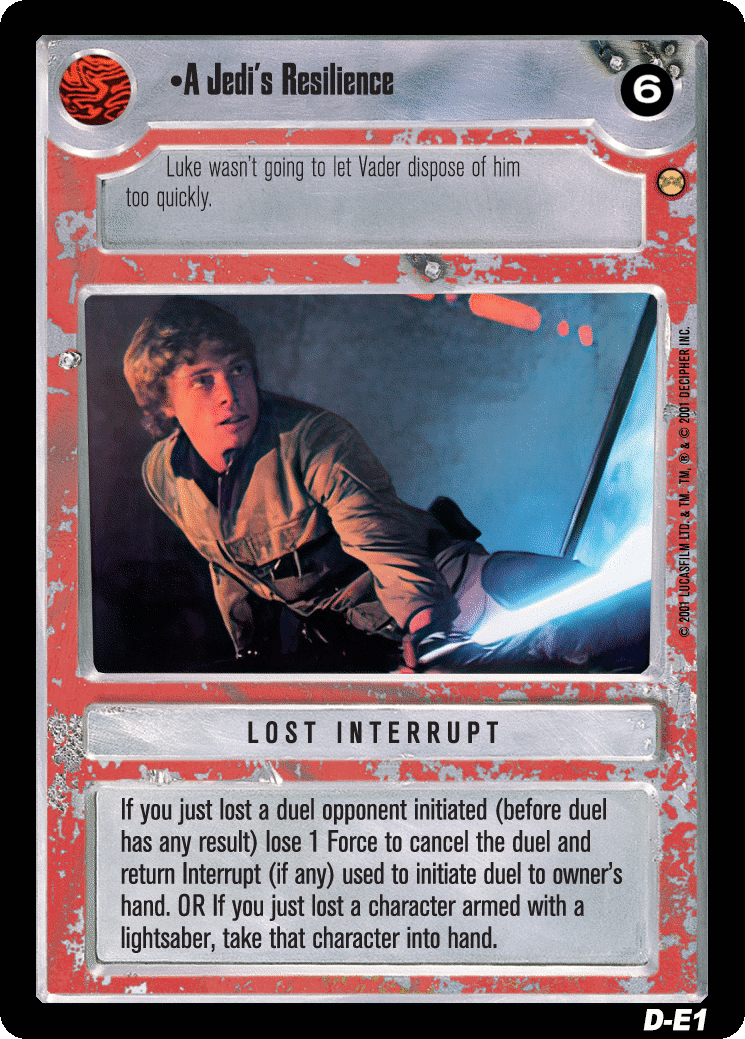 •A Jedi's Resilience
6
Luke wasn't going to let Vader dispose of him
too quickly.
© 2001 LUCASFILM LTD. & TM. TM, ® & © 2001 DECIPHER INC.
LOST INTERRUPT
If you just lost a duel opponent initiated (before duel
has any result) lose 1 Force to cancel the duel and
return Interrupt (if any) used to initiate duel to owner's
hand. OR If you just lost a character armed with a
lightsaber, take that character into hand.
D-E1